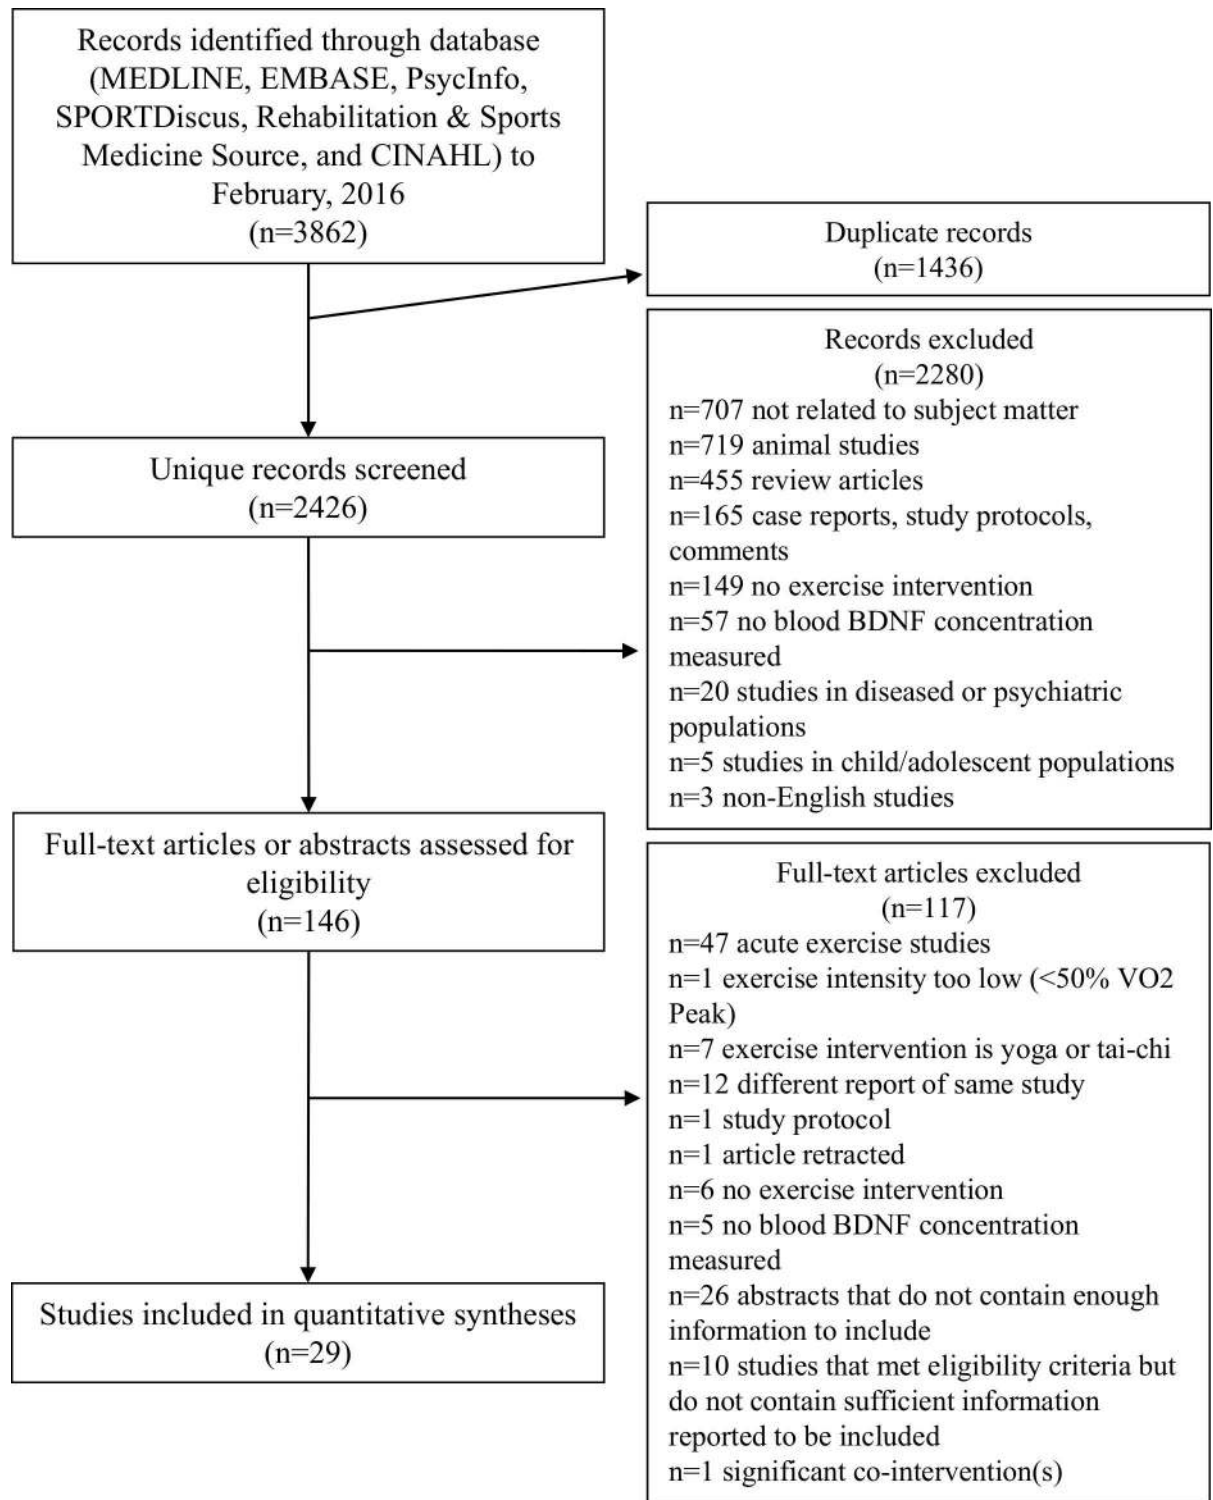 Records identified through database
(MEDLINE, EMBASE, PsycInfo,
SPORTDiscus, Rehabilitation & Sports
Medicine Source, and CINAHL) to
February, 2016
(n=3862)
Duplicate records
(n=1436)
Records excluded
(n=2280)
n=707 not related to subject matter
n=719 animal studies
n=455 review articles
n=165 case reports, study protocols,
comments
n=149 no exercise intervention
n=57 no blood BDNF concentration
measured
n=20 studies in diseased or psychiatric
populations
n=5 studies in child/adolescent populations
n=3 non-English studies
Unique records screened
(n=2426)
Full-text articles or abstracts assessed for
eligibility
(n=146)
Full-text articles excluded
(n=117)
n=47 acute exercise studies
n=1 exercise intensity too low (<50% VO2
Peak)
n=7 exercise intervention is yoga or tai-chi
n=12 different report of same study
n=1 study protocol
n=1 article retracted
n=6 no exercise intervention
n=5 no blood BDNF concentration
measured
n=26 abstracts that do not contain enough
information to include
n=10 studies that met eligibility criteria but
do not contain sufficient information
reported to be included
n=1 significant co-intervention(s)
Studies included in quantitative syntheses
(n=29)